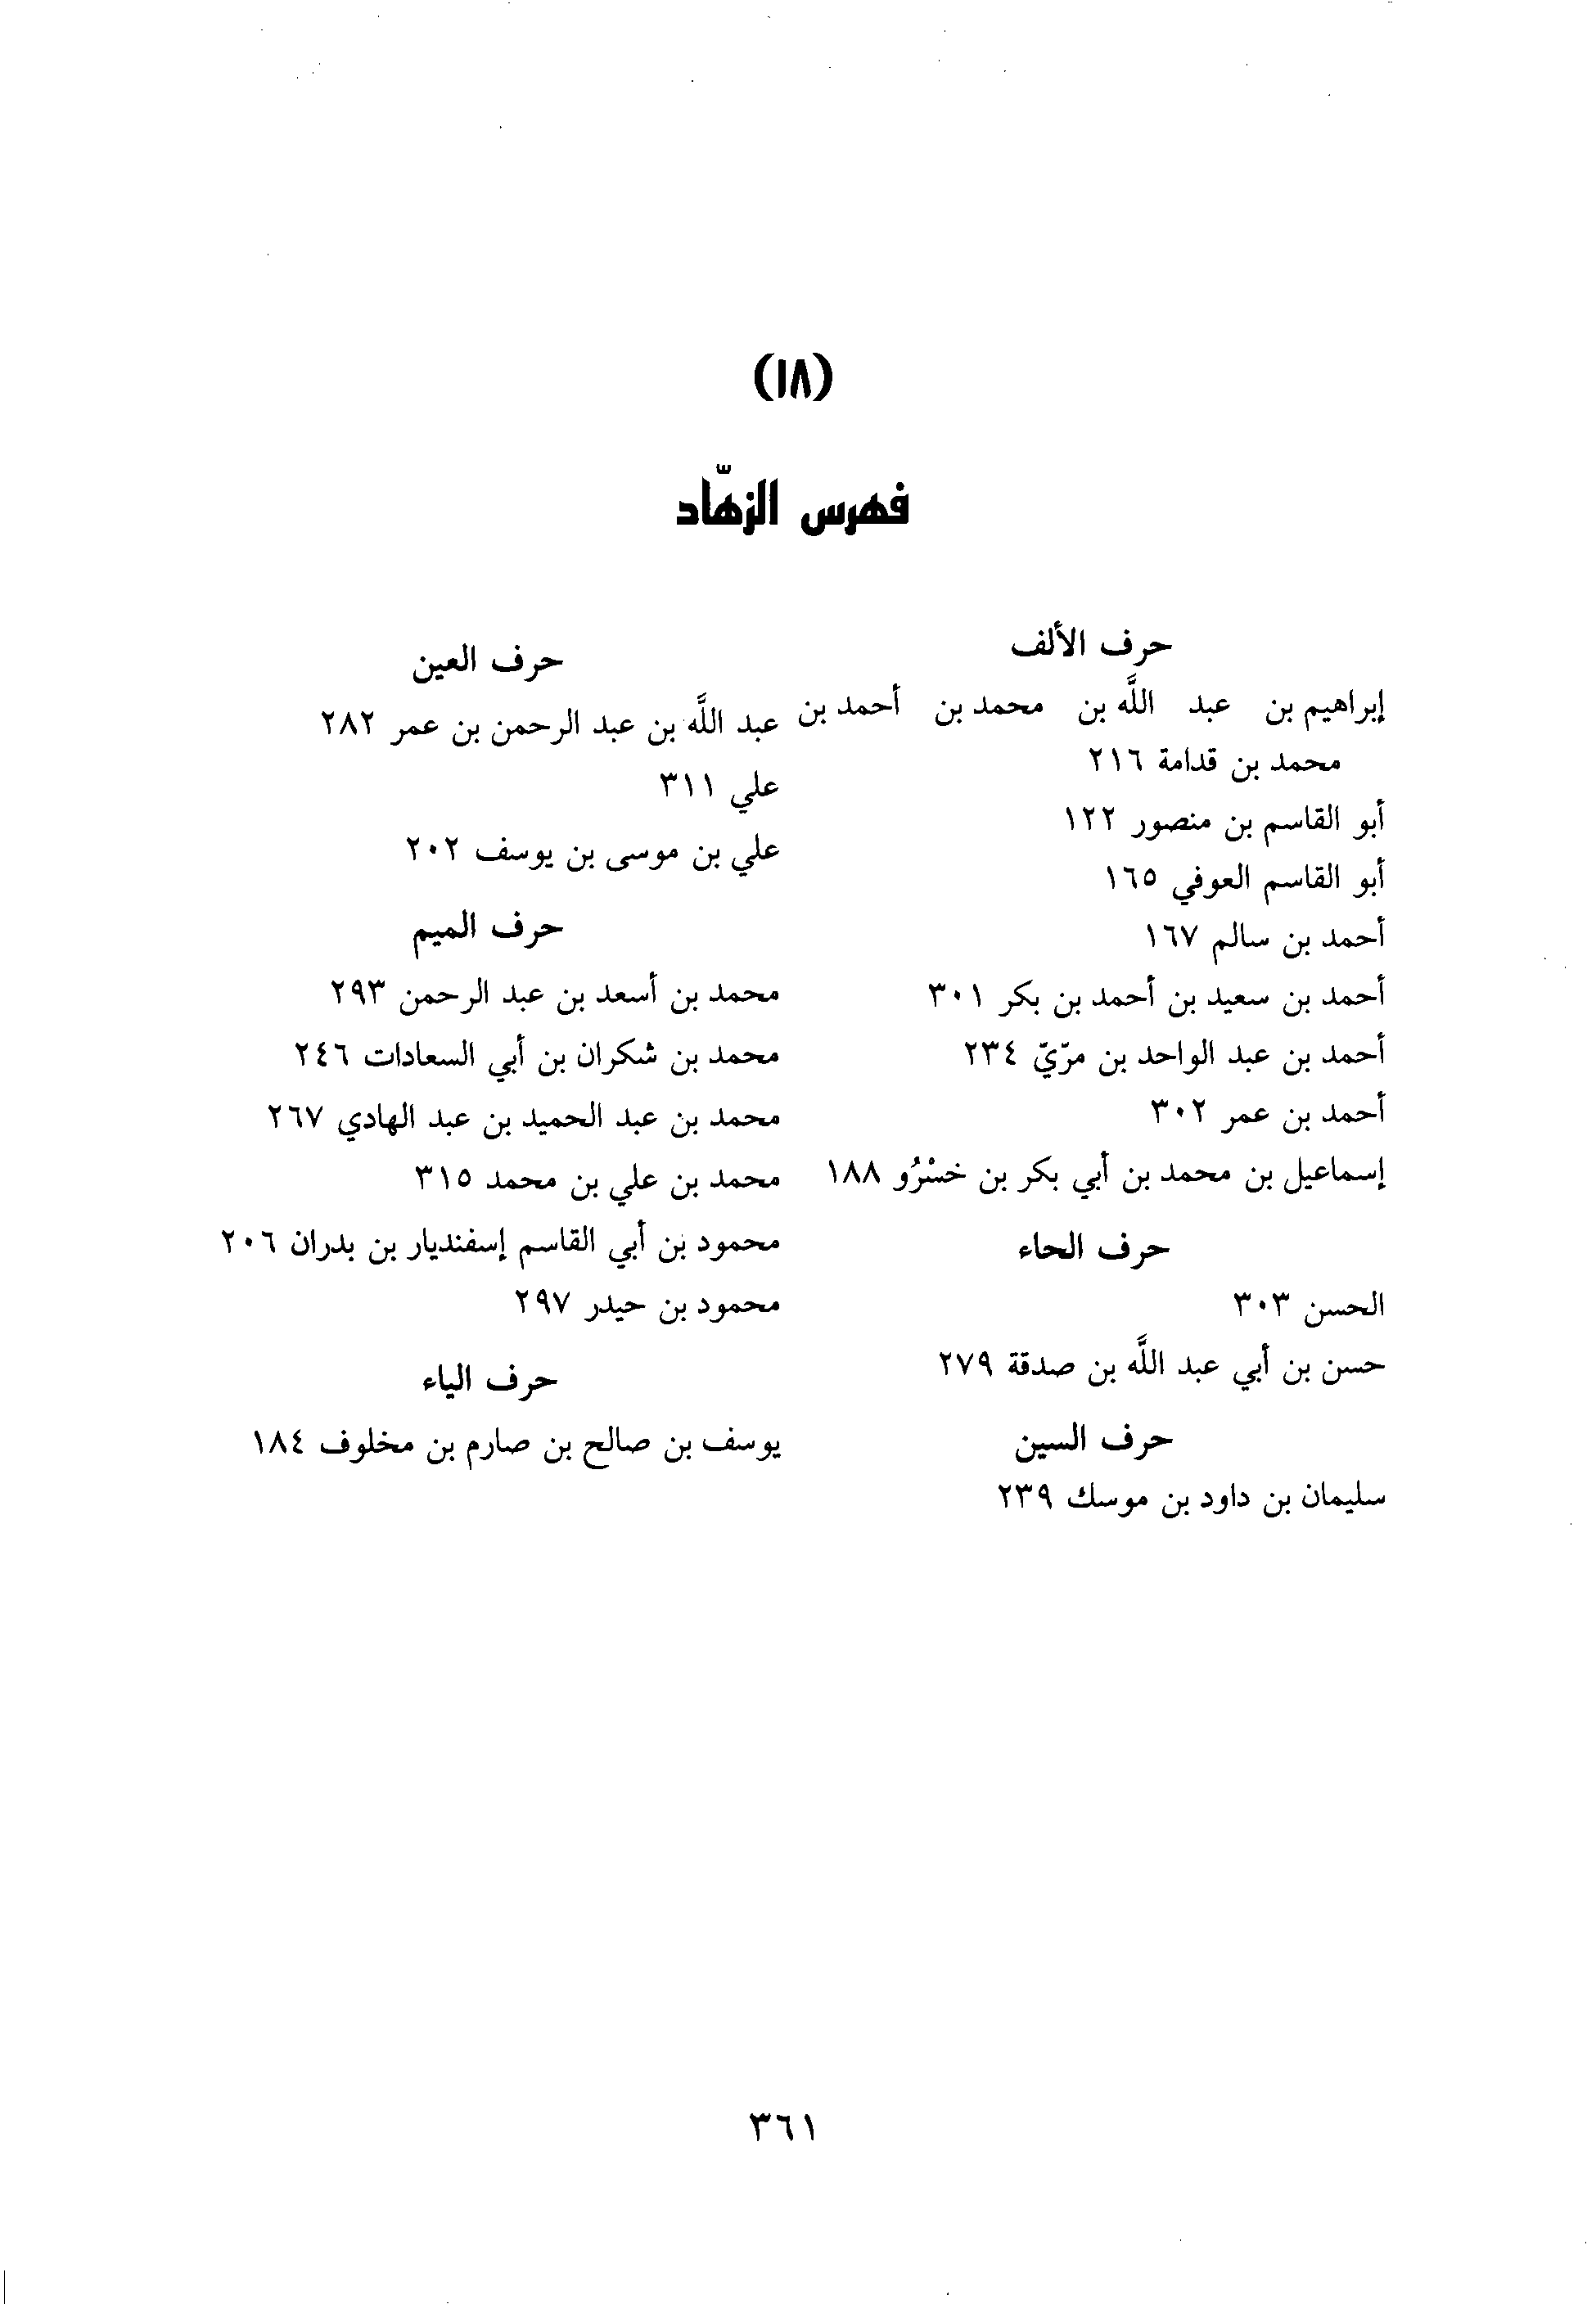 (١٨)
فهرس الزهّاد
حرف الألف
إبراهيم بن عبد اللَّه بن محمد بن أحمد بن
محمد بن قدامة ٢١٦
أبو القاسم بن منصور ١٢٢
أبو القاسم العوفي ١٦٥
أحمد بن سالم ١٦٧
أحمد بن سعيد بن أحمد بن بكر ٣٠١
أحمد بن عبد الواحد بن مرّيّ ٢٣٤
أحمد بن عمر ٣٠٢
إسماعيل بن محمد بن أبي بكر بن خسْرُو ١٨٨
حرف الحاء
الحسن ٣٠٣
حسن بن أبي عبد اللَّه بن صدقة ٢٧٩
حرف السين
سليمان بن داود بن موسك ٢٣٩
حرف العين
عبد اللَّه بن عبد الرحمن بن عمر ٢٨٢
علي ٣١١
علي بن موسى بن يوسف ٢٠٢
حرف الميم
محمد بن أسعد بن عبد الرحمن ٢٩٣
محمد بن شكران بن أبي السعادات ٢٤٦
محمد بن عبد الحميد بن عبد الهادي ٢٦٧
محمد بن علي بن محمد ٣١٥
محمود بن أبي القاسم إسفنديار بن بدران ٢٠٦
محمود بن حيدر ٢٩٧
حرف الياء
يوسف بن صالح بن صارم بن مخلوف ١٨٤
٣٦١